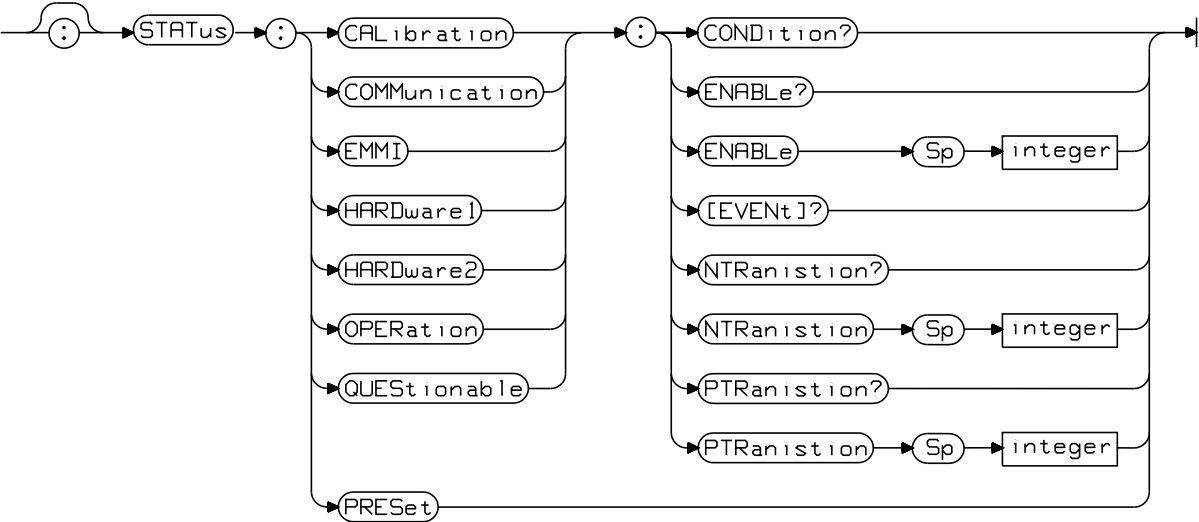 : STATus : CALibration : CONDition?
COMMunication ENABLe?
EMMI ENABLe Sp integer
HARDware1 [EVENt]?
HARDware2 NTRanistion?
OPERation NTRanistion Sp integer
QUEStionable PTRanistion?
PTRanistion Sp integer
PRESet